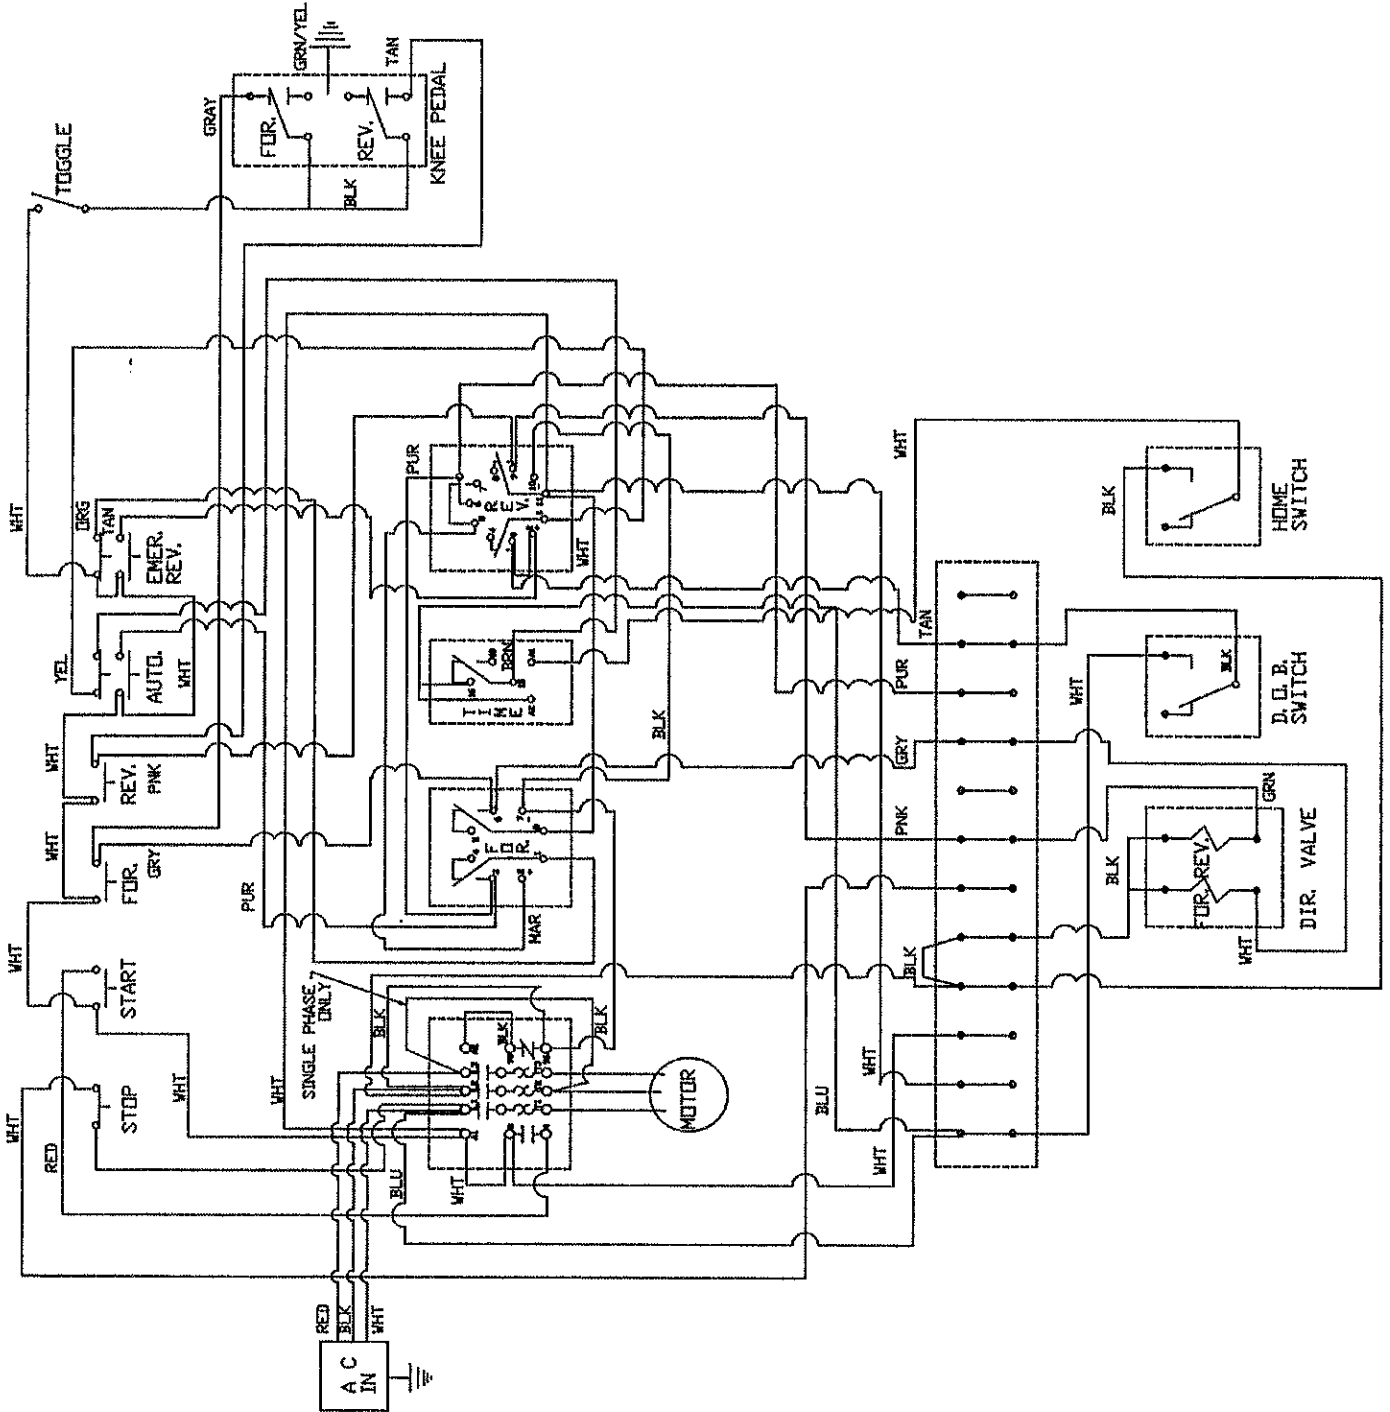 WHT
TOGGLE
GRAY
GRN/YEL
TAN
FOR.
REV.
KNEE PEDAL
BLK
WHT
ORG
TAN
EMER.
REV.
YEL
AUTO.
WHT
WHT
REV.
PNK
WHT
FOR.
GRY
WHT
START
WHT
STOP
WHT
RED
PUR
PUR
REV.
WHT
TIME
BRN
BLK
FOR.
MAR
SINGLE PHASE
ONLY
WHT
BLK
BLK
BLK
BLU
WHT
MOTOR
RED
BLK
WHT
AC
IN
TAN
PUR
GRY
PNK
BLK
WHT
BLU
WHT
WHT
BLK
HOME
SWITCH
WHT
BLK
D.O.B.
SWITCH
BLK
FOR. REV.
GRN
WHT
DIR. VALVE